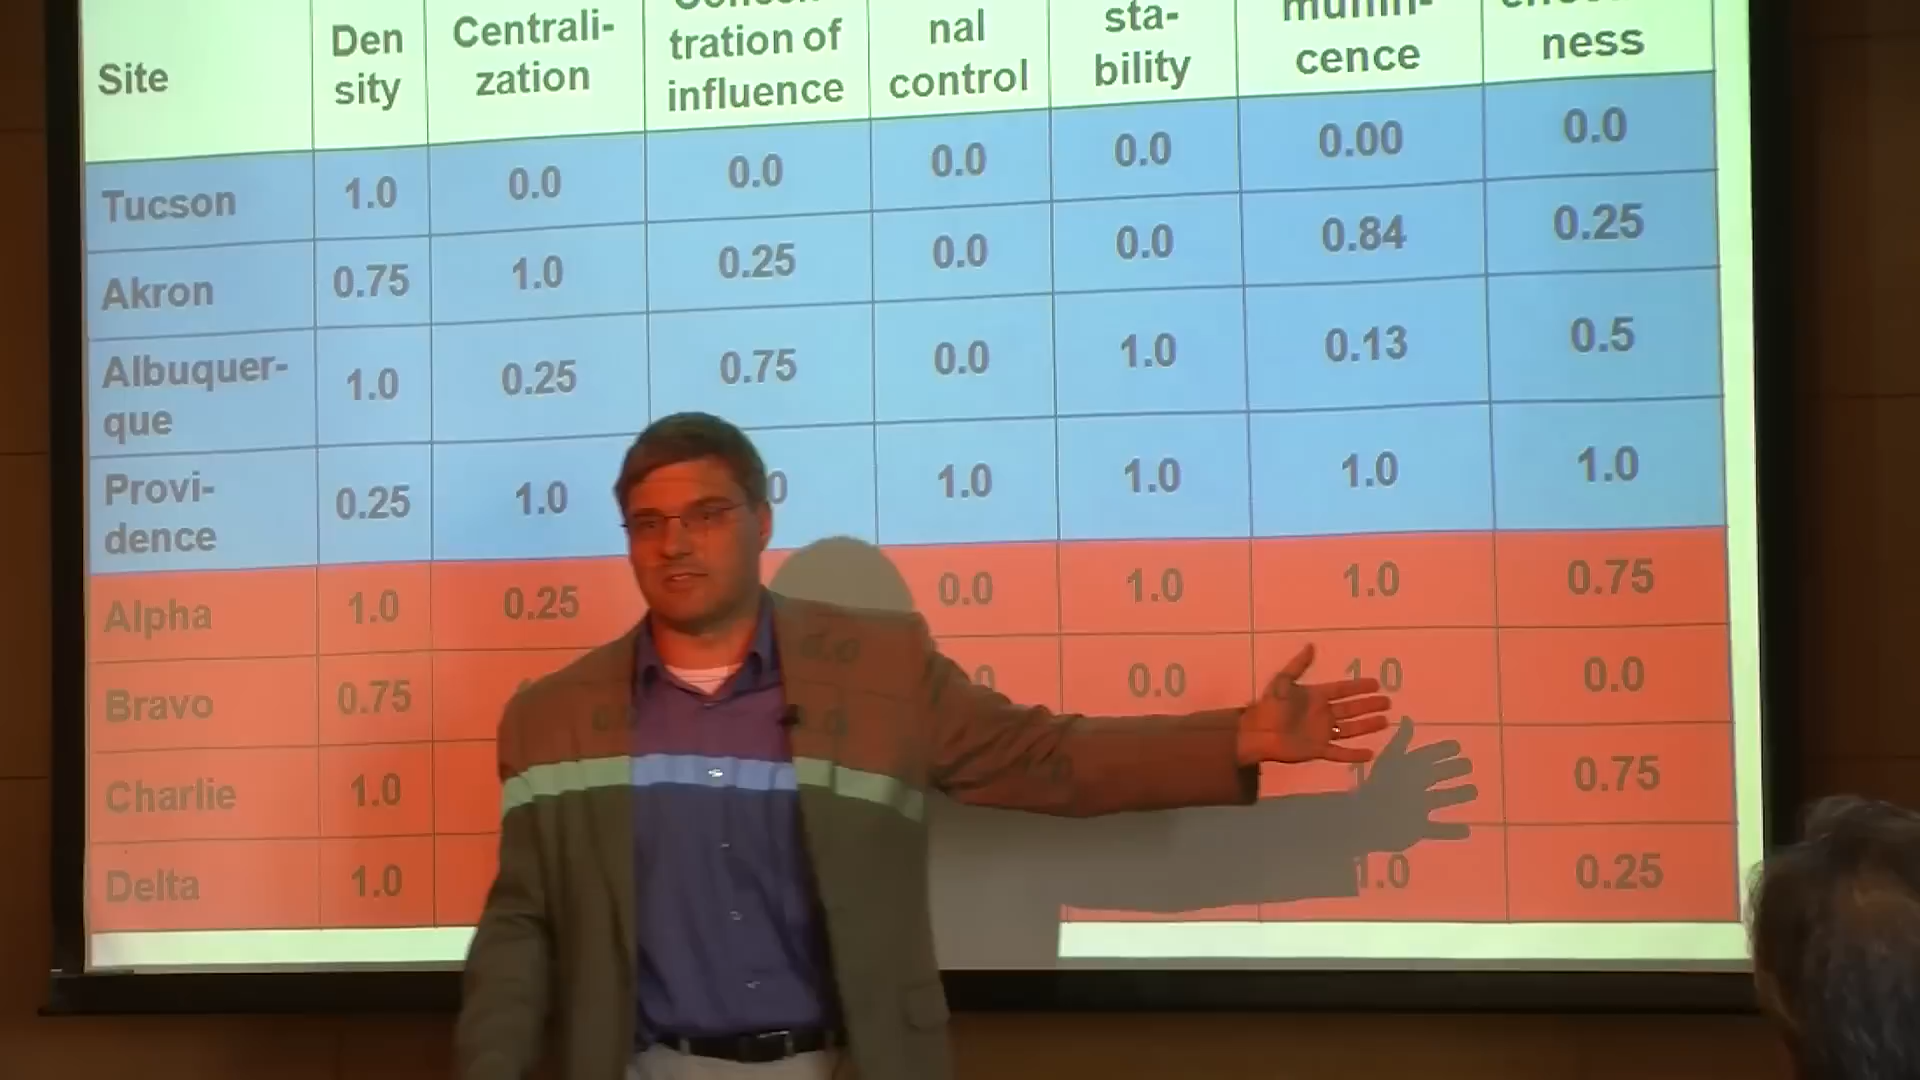 Site
Den
sity
Centrali-
zation
tration of
influence
nal
control
sta-
bility
cence
ness
Tucson 1.0 0.0 0.0 0.0 0.0 0.00 0.0
Akron 0.75 1.0 0.25 0.0 0.0 0.84 0.25
Albuquer-
que 1.0 0.25 0.75 0.0 1.0 0.13 0.5
Provi-
dence 0.25 1.0 1.0 1.0 1.0 1.0
Alpha 1.0 0.25 0.0 1.0 1.0 0.75
Bravo 0.75 0.0 1.0 0.0
Charlie 1.0 0.75
Delta 1.0 1.0 0.25